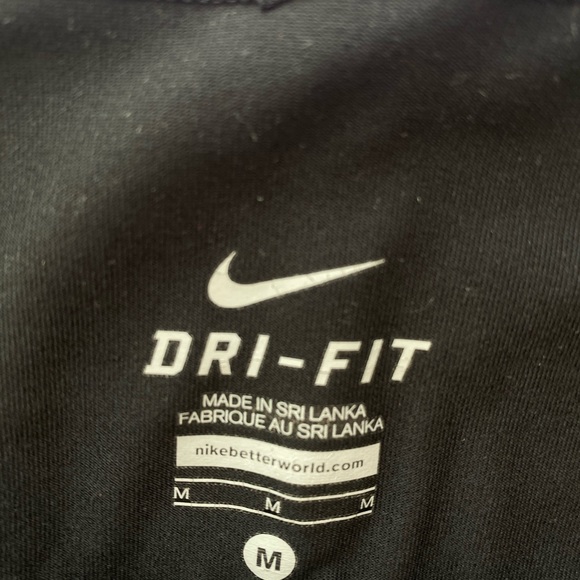 DRI-FIT
MADE IN SRI LANKA
FABRIQUE AU SRI LANKA
nikebetterworld.com
M M M
M